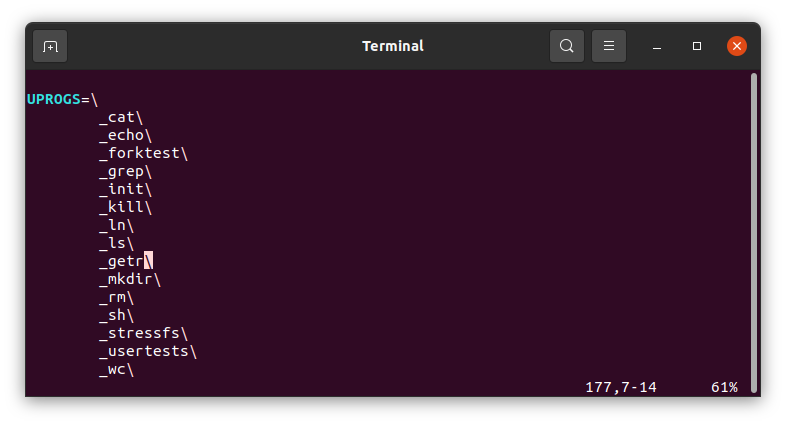 Terminal
UPROGS=\
_cat\
_echo\
_forktest\
_grep\
_init\
_kill\
_ln\
_ls\
_getr\
_mkdir\
_rm\
_sh\
_stressfs\
_usertests\
_wc\
177,7-14 61%